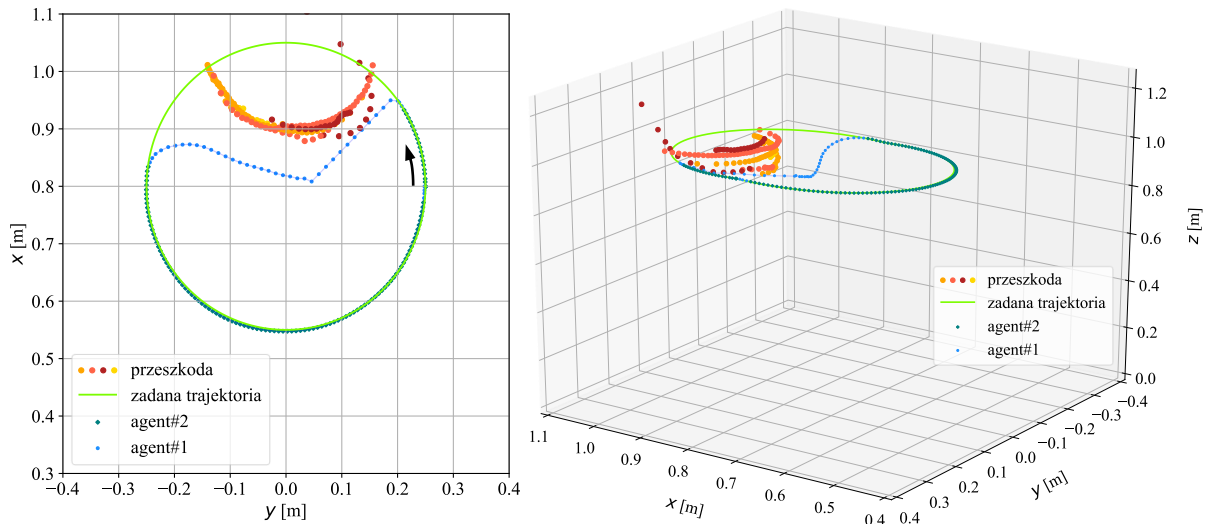 1.1
1.0
0.9
0.8
0.7
0.6
0.5
0.4
0.3
x [m]
−0.4 −0.3 −0.2 −0.1 0.0 0.1 0.2 0.3 0.4
y [m]
przeszkoda
zadana trajektoria
agent#2
agent#1
1.2
1.0
0.8
0.6
0.4
0.2
0.0
z [m]
przeszkoda
zadana trajektoria
agent#2
agent#1
1.1 1.0 0.9 0.8 0.7 0.6 0.5 0.4
x [m]
−0.4
−0.3
−0.2
−0.1
0.0
0.1
0.2
0.3
0.4
y [m]